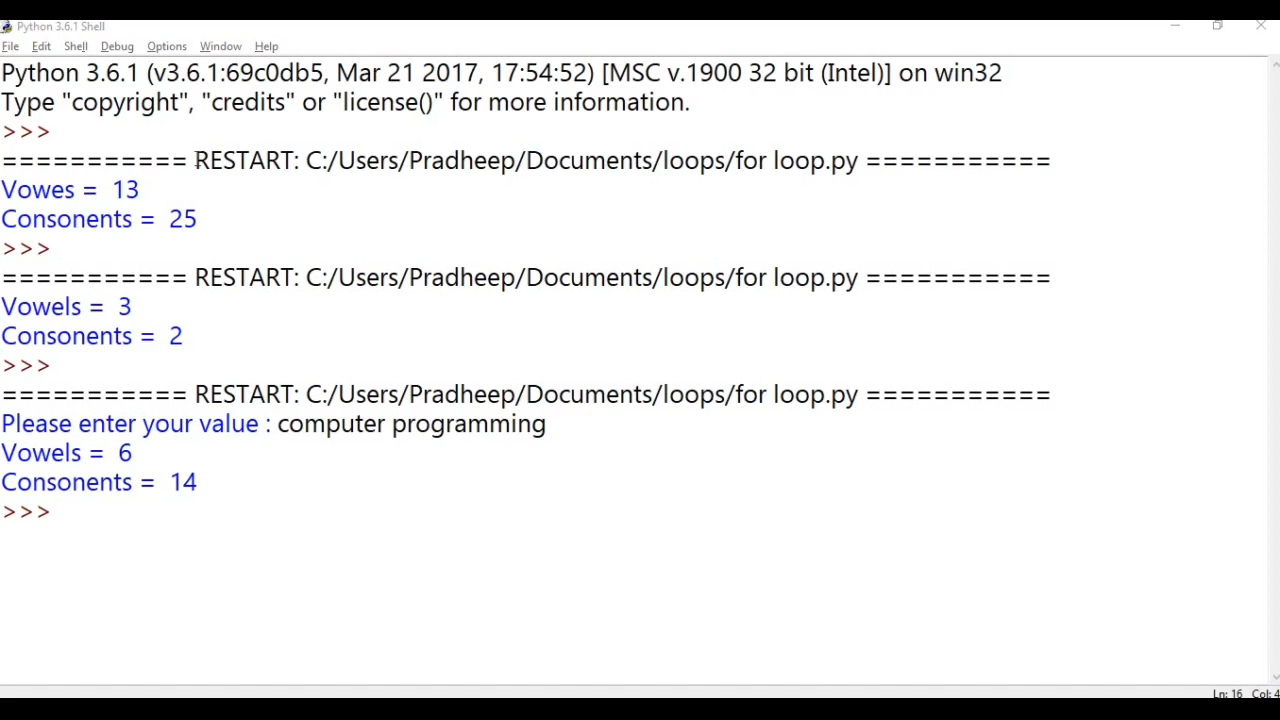 Python 3.6.1 Shell
File Edit Shell Debug Options Window Help
Python 3.6.1 (v3.6.1:69c0db5, Mar 21 2017, 17:54:52) [MSC v.1900 32 bit (Intel)] on win32
Type "copyright", "credits" or "license()" for more information.
>>>
=========== RESTART: C:/Users/Pradheep/Documents/loops/for loop.py ===========
Vowes =  13
Consonents =  25
>>>
=========== RESTART: C:/Users/Pradheep/Documents/loops/for loop.py ===========
Vowels =  3
Consonents =  2
>>>
=========== RESTART: C:/Users/Pradheep/Documents/loops/for loop.py ===========
Please enter your value : computer programming
Vowels =  6
Consonents =  14
>>>
Ln: 16 Col: 4